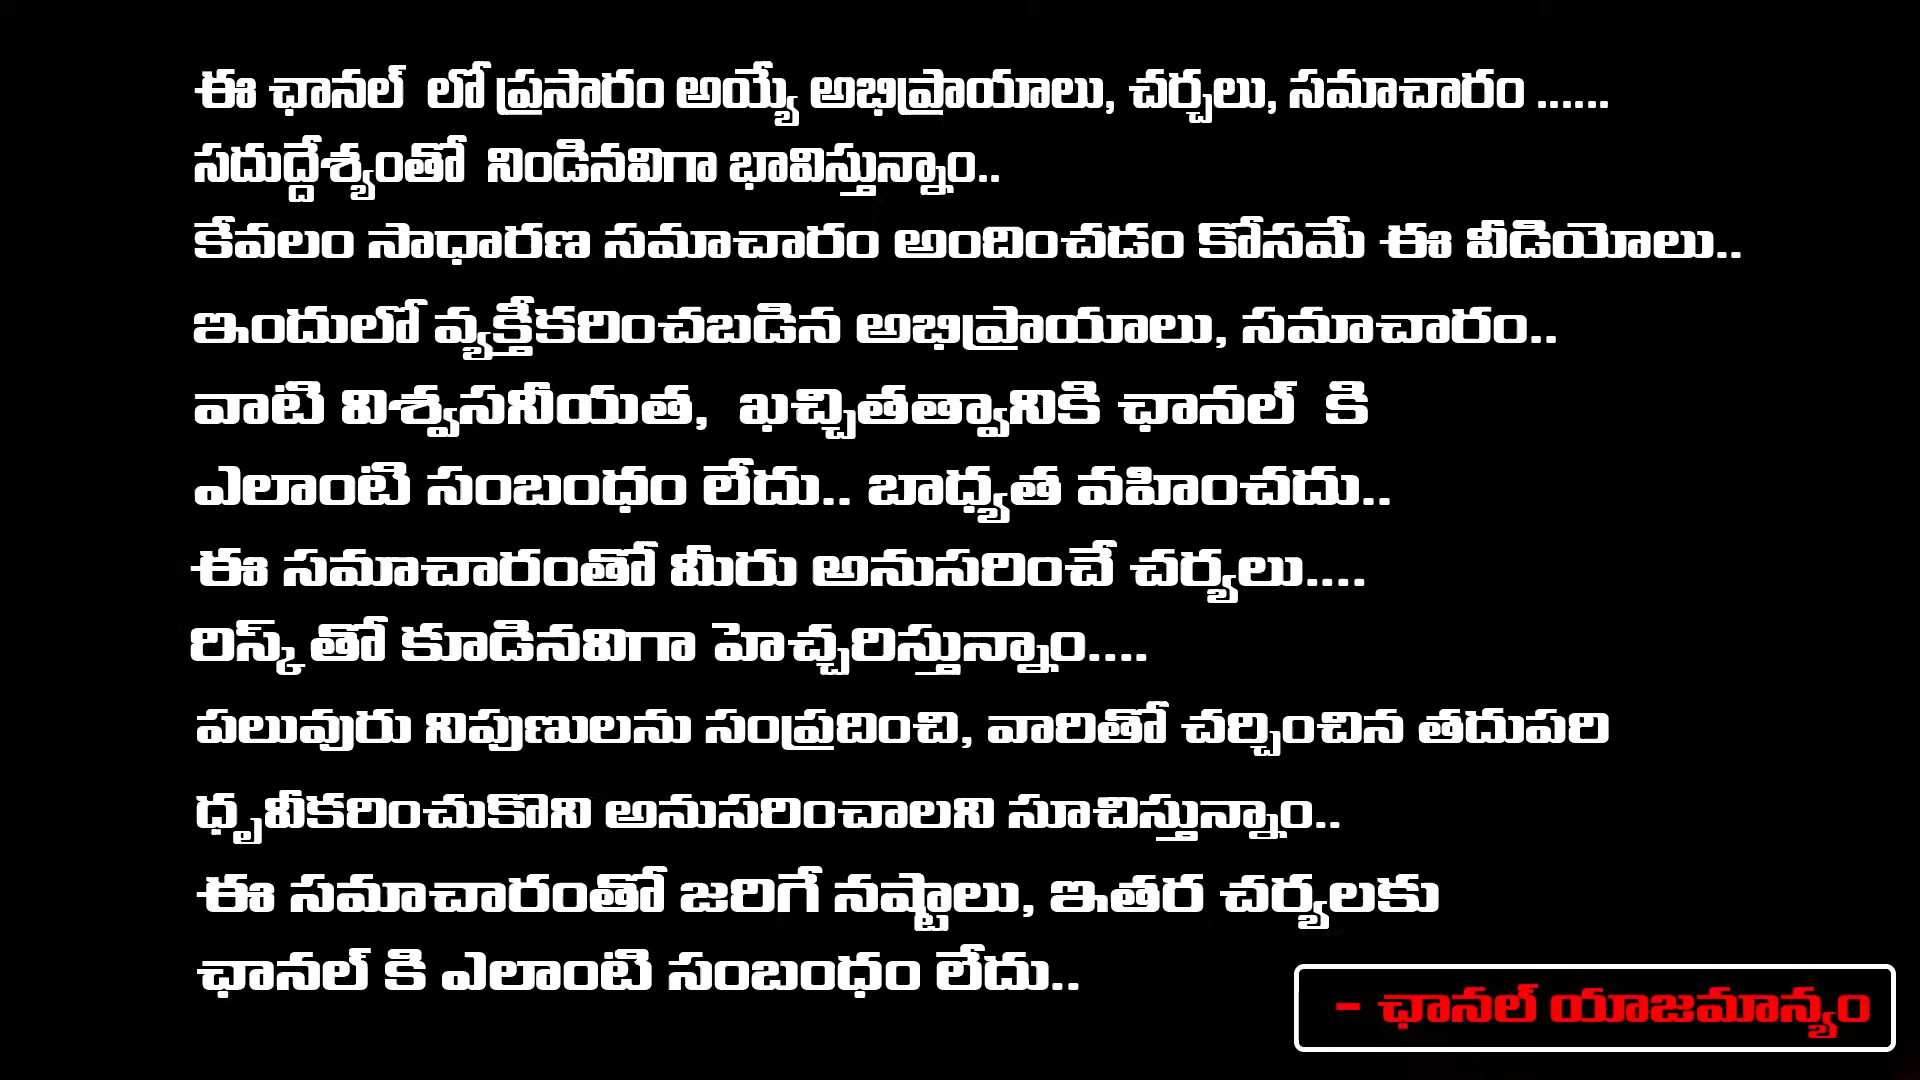 ఈ ఛానల్ లో ప్రసారం అయ్యే అభిప్రాయాలు, చర్చలు, సమాచారం ......
సదుద్దేశ్యంతో నిండినవిగా భావిస్తున్నాం..
కేవలం సాధారణ సమాచారం అందించడం కోసమే ఈ వీడియోలు..
ఇందులో వ్యక్తీకరించబడిన అభిప్రాయాలు, సమాచారం..
వాటి విశ్వసనీయత, ఖచ్చితత్వానికి ఛానల్ కి
ఎలాంటి సంబంధం లేదు.. బాధ్యత వహించదు..
ఈ సమాచారంతో మీరు అనుసరించే చర్యలు....
రిస్క్ తో కూడినవిగా హెచ్చరిస్తున్నాం....
పలువురు నిపుణులను సంప్రదించి, వారితో చర్చించిన తదుపరి
ధృవీకరించుకొని అనుసరించాలని సూచిస్తున్నాం..
ఈ సమాచారంతో జరిగే నష్టాలు, ఇతర చర్యలకు
ఛానల్ కి ఎలాంటి సంబంధం లేదు..
- ఛానల్ యాజమాన్యం